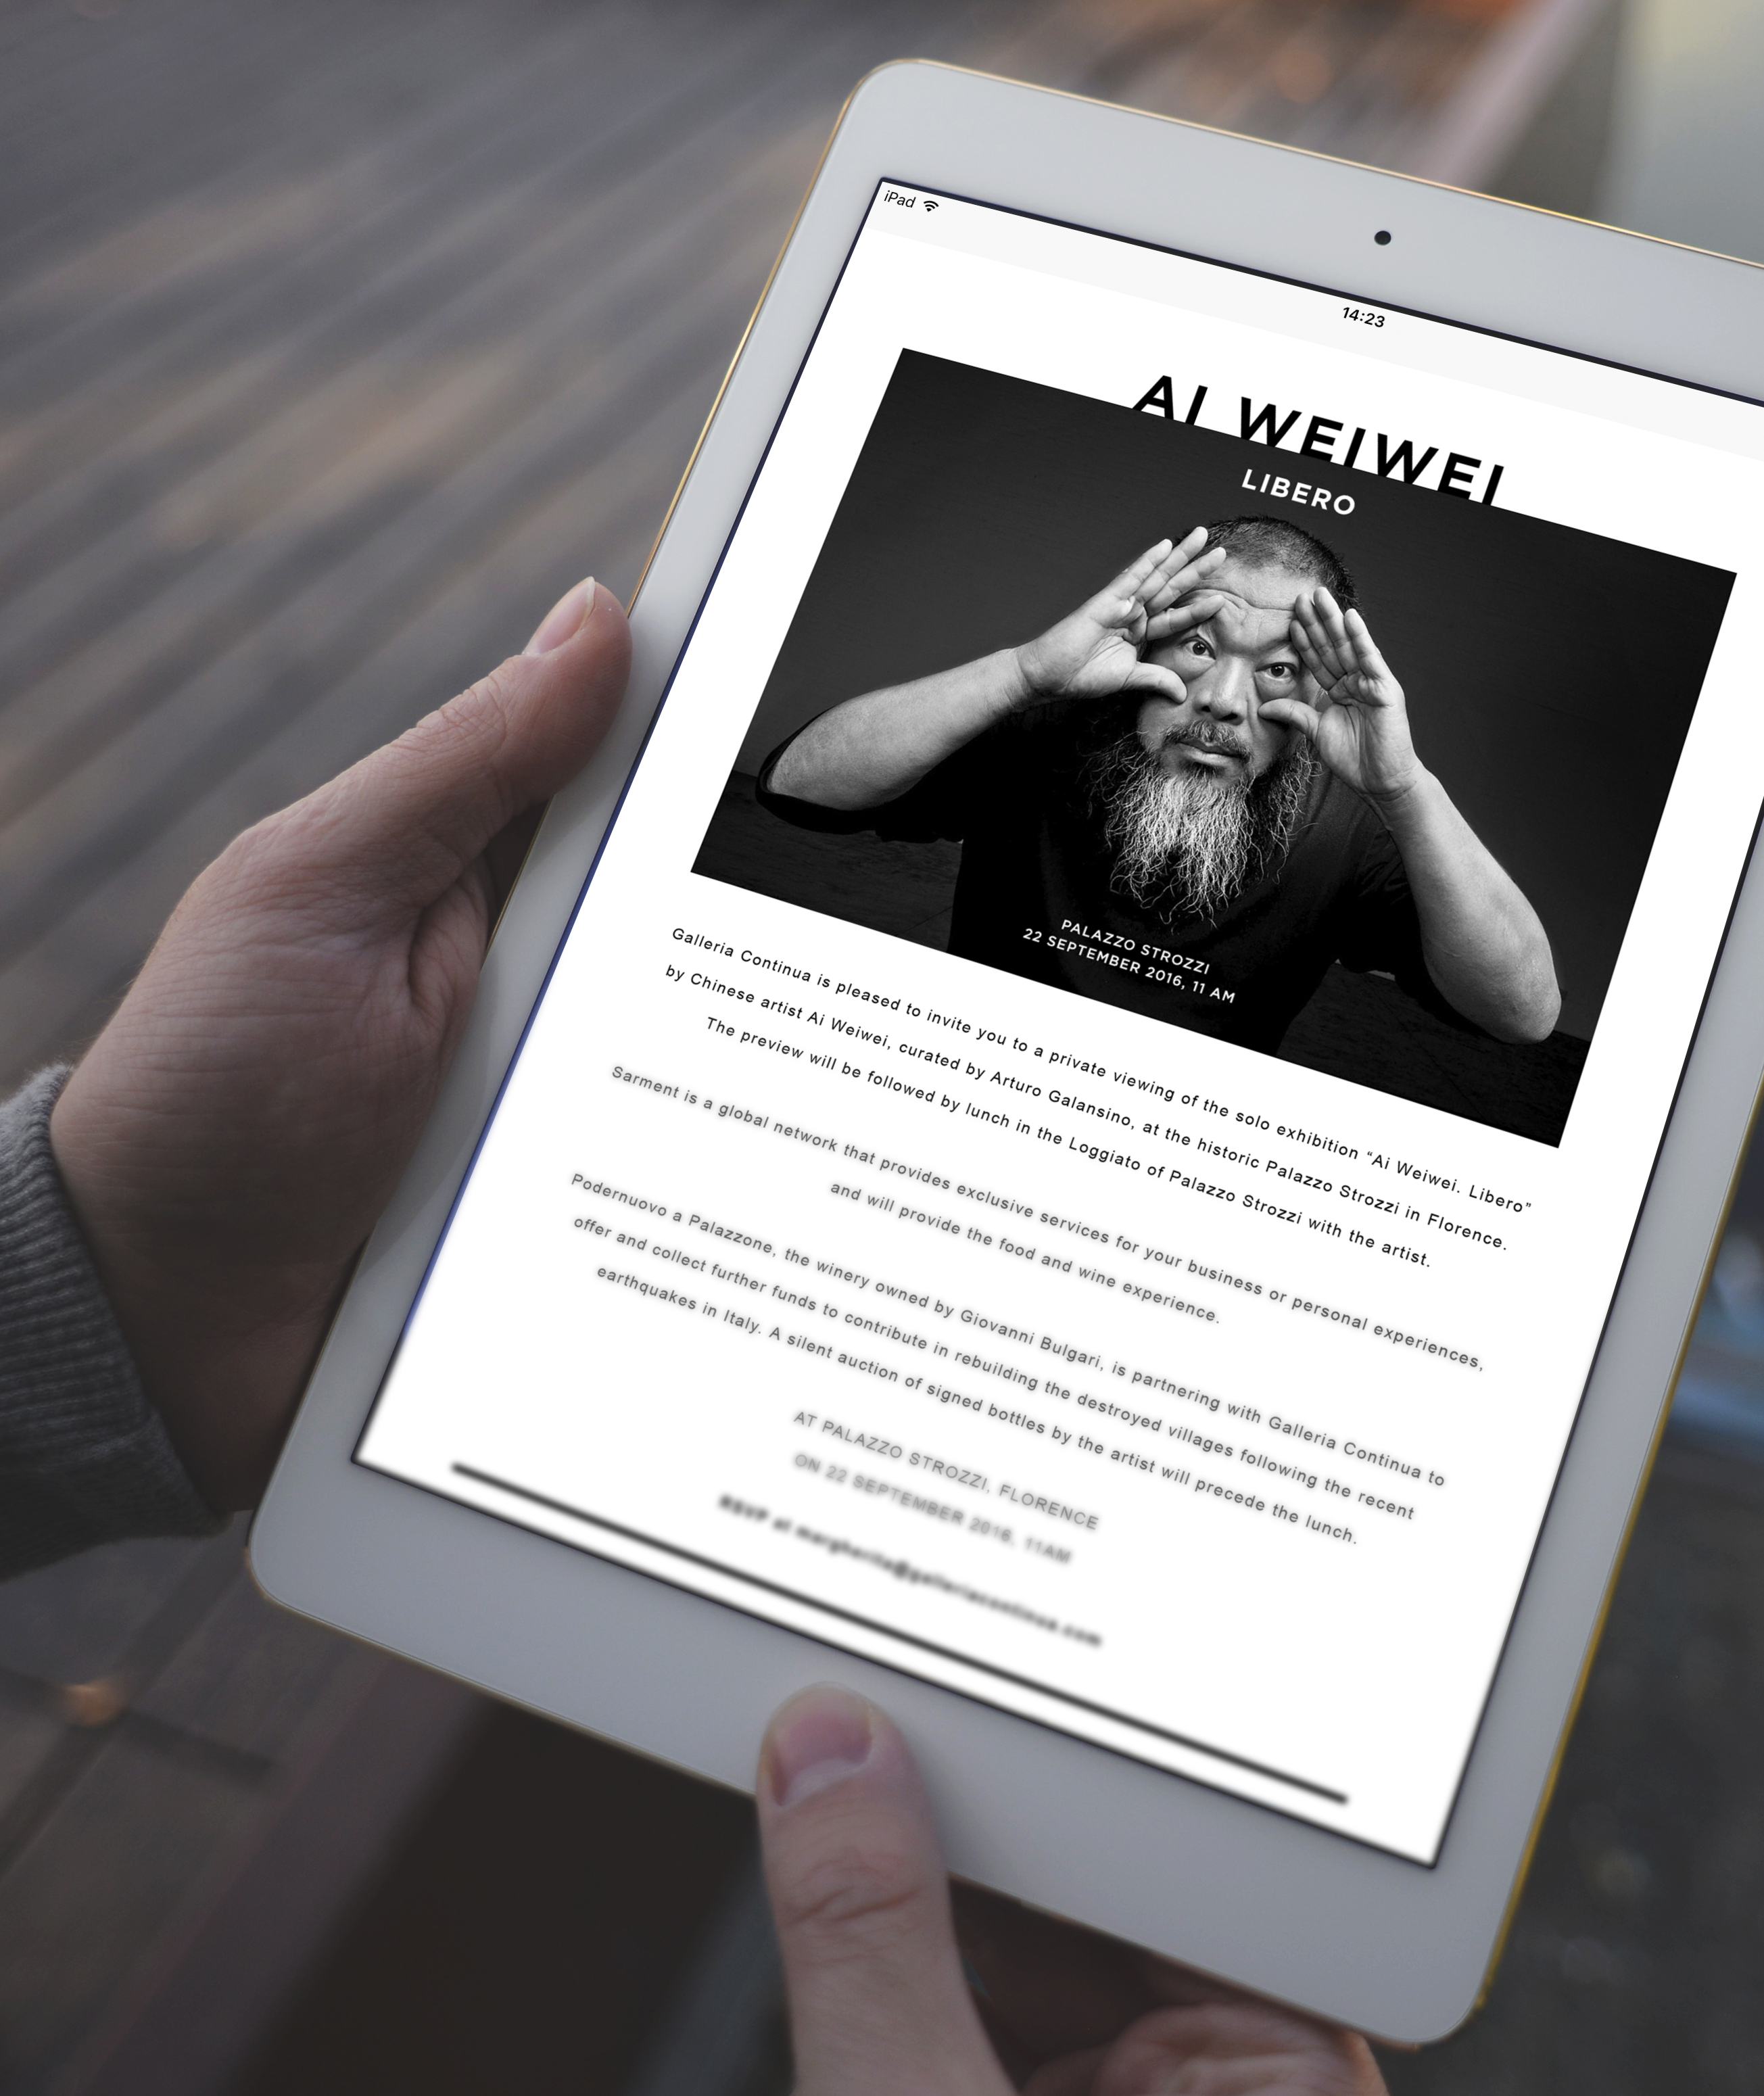 iPad
14:23
AI WEIWEI
LIBERO
PALAZZO STROZZI
22 SEPTEMBER 2016, 11 AM
Galleria Continua is pleased to invite you to a private viewing of the solo exhibition “Ai Weiwei. Libero”
by Chinese artist Ai Weiwei, curated by Arturo Galansino, at the historic Palazzo Strozzi in Florence.
The preview will be followed by lunch in the Loggiato of Palazzo Strozzi with the artist.
Sarment is a global network that provides exclusive services for your business or personal experiences,
and will provide the food and wine experience.
Podernuovo a Palazzone, the winery owned by Giovanni Bulgari, is partnering with Galleria Continua to
offer and collect further funds to contribute in rebuilding the destroyed villages following the recent
earthquakes in Italy. A silent auction of signed bottles by the artist will precede the lunch.
AT PALAZZO STROZZI, FLORENCE
ON 22 SEPTEMBER 2016, 11AM
RSVP at margherita@galleriacontinua.com